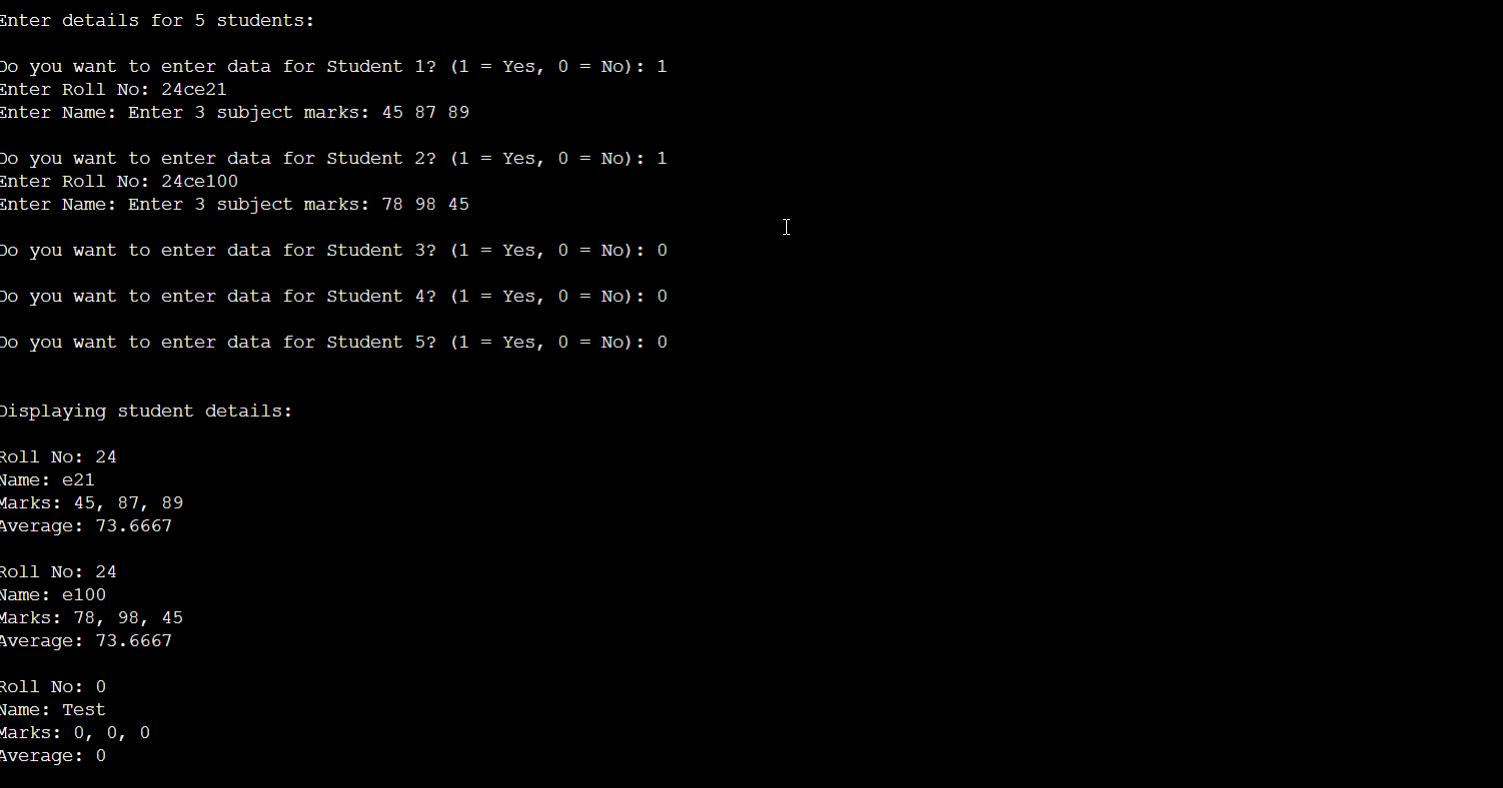 Enter details for 5 students:
Do you want to enter data for Student 1? (1 = Yes, 0 = No): 1
Enter Roll No: 24ce21
Enter Name: Enter 3 subject marks: 45 87 89
Do you want to enter data for Student 2? (1 = Yes, 0 = No): 1
Enter Roll No: 24ce100
Enter Name: Enter 3 subject marks: 78 98 45
Do you want to enter data for Student 3? (1 = Yes, 0 = No): 0
Do you want to enter data for Student 4? (1 = Yes, 0 = No): 0
Do you want to enter data for Student 5? (1 = Yes, 0 = No): 0
Displaying student details:
Roll No: 24
Name: e21
Marks: 45, 87, 89
Average: 73.6667
Roll No: 24
Name: e100
Marks: 78, 98, 45
Average: 73.6667
Roll No: 0
Name: Test
Marks: 0, 0, 0
Average: 0